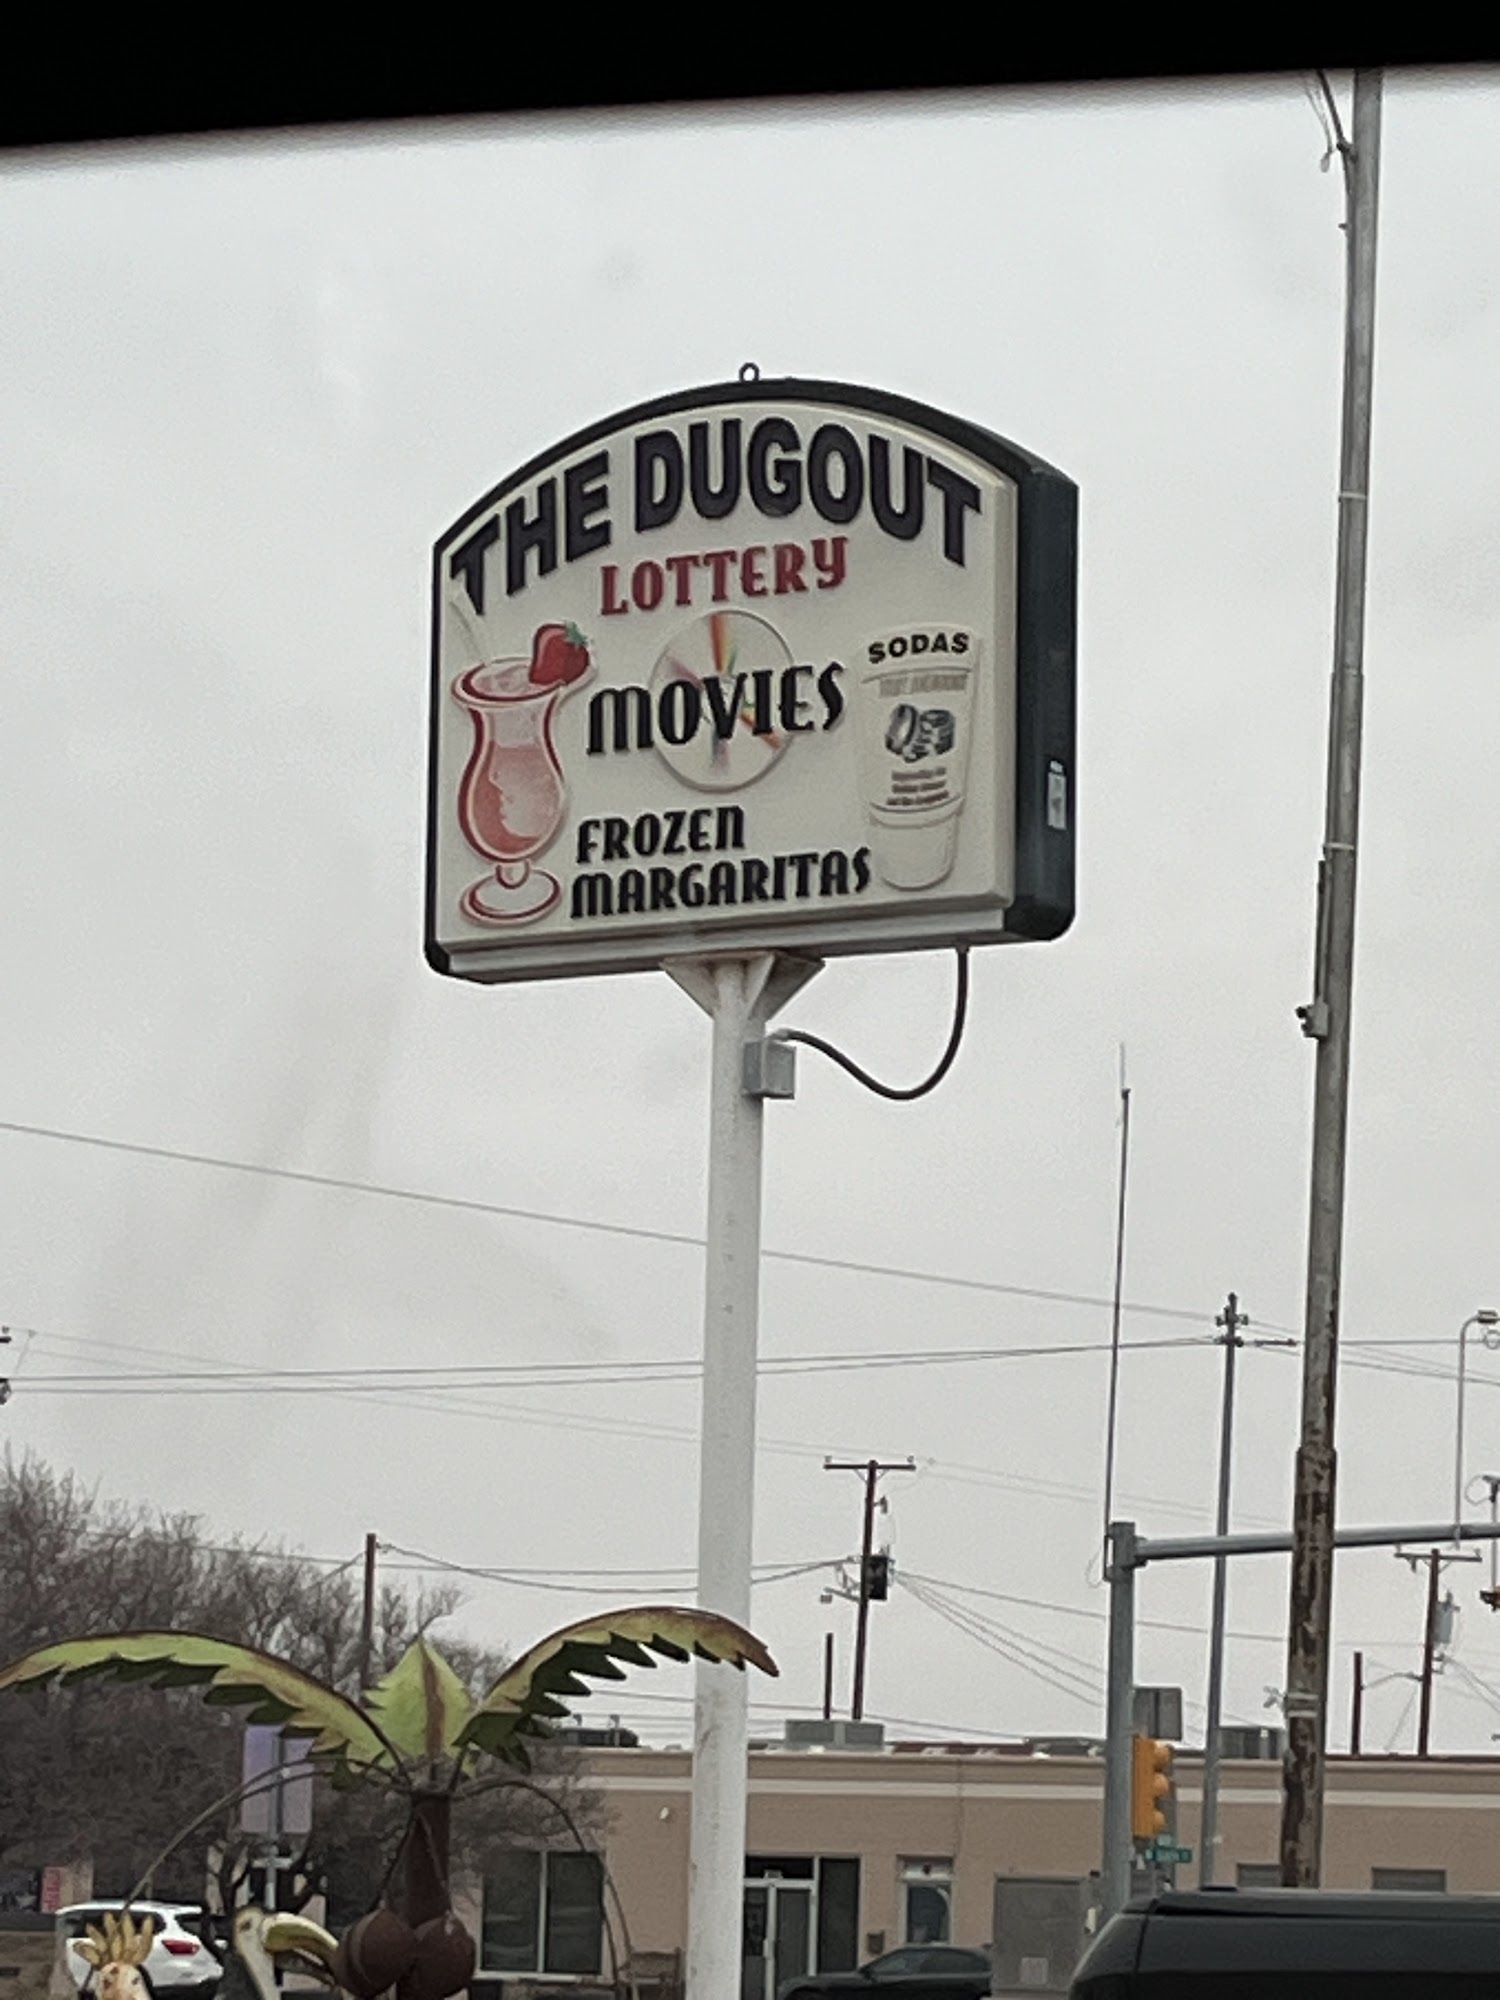 THE DUGOUT
LOTTERY
MOVIES
SODAS
FROZEN
MARGARITAS